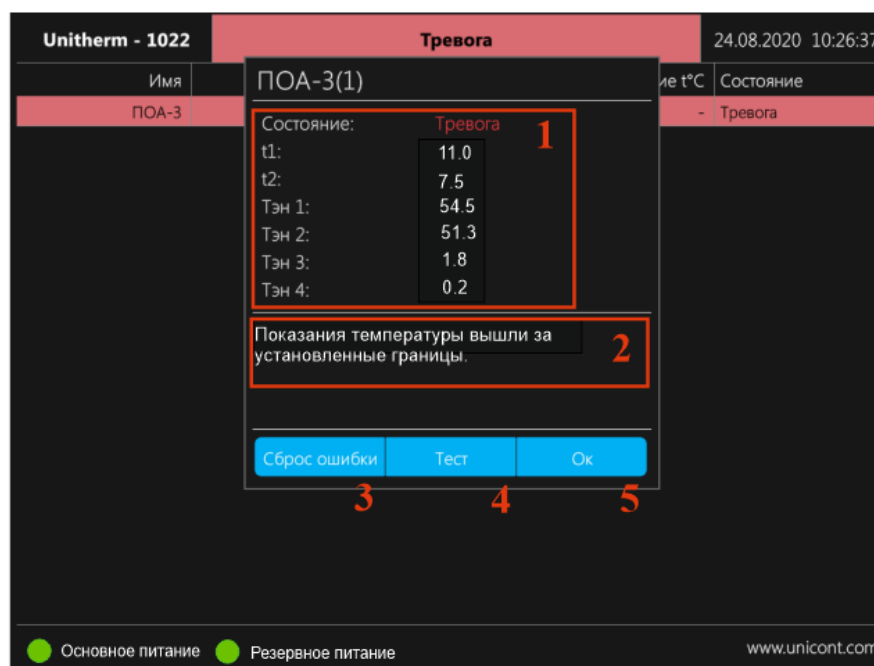 Unitherm - 1022 Тревога 24.08.2020 10:26:37
Имя ПОА-3(1) ие t°C Состояние
ПОА-3 - Тревога
Состояние: Тревога 1
t1: 11.0
t2: 7.5
Тэн 1: 54.5
Тэн 2: 51.3
Тэн 3: 1.8
Тэн 4: 0.2
Показания температуры вышли за
установленные границы. 2
Сброс ошибки Тест Ок
3 4 5
Основное питание Резервное питание www.unicont.com